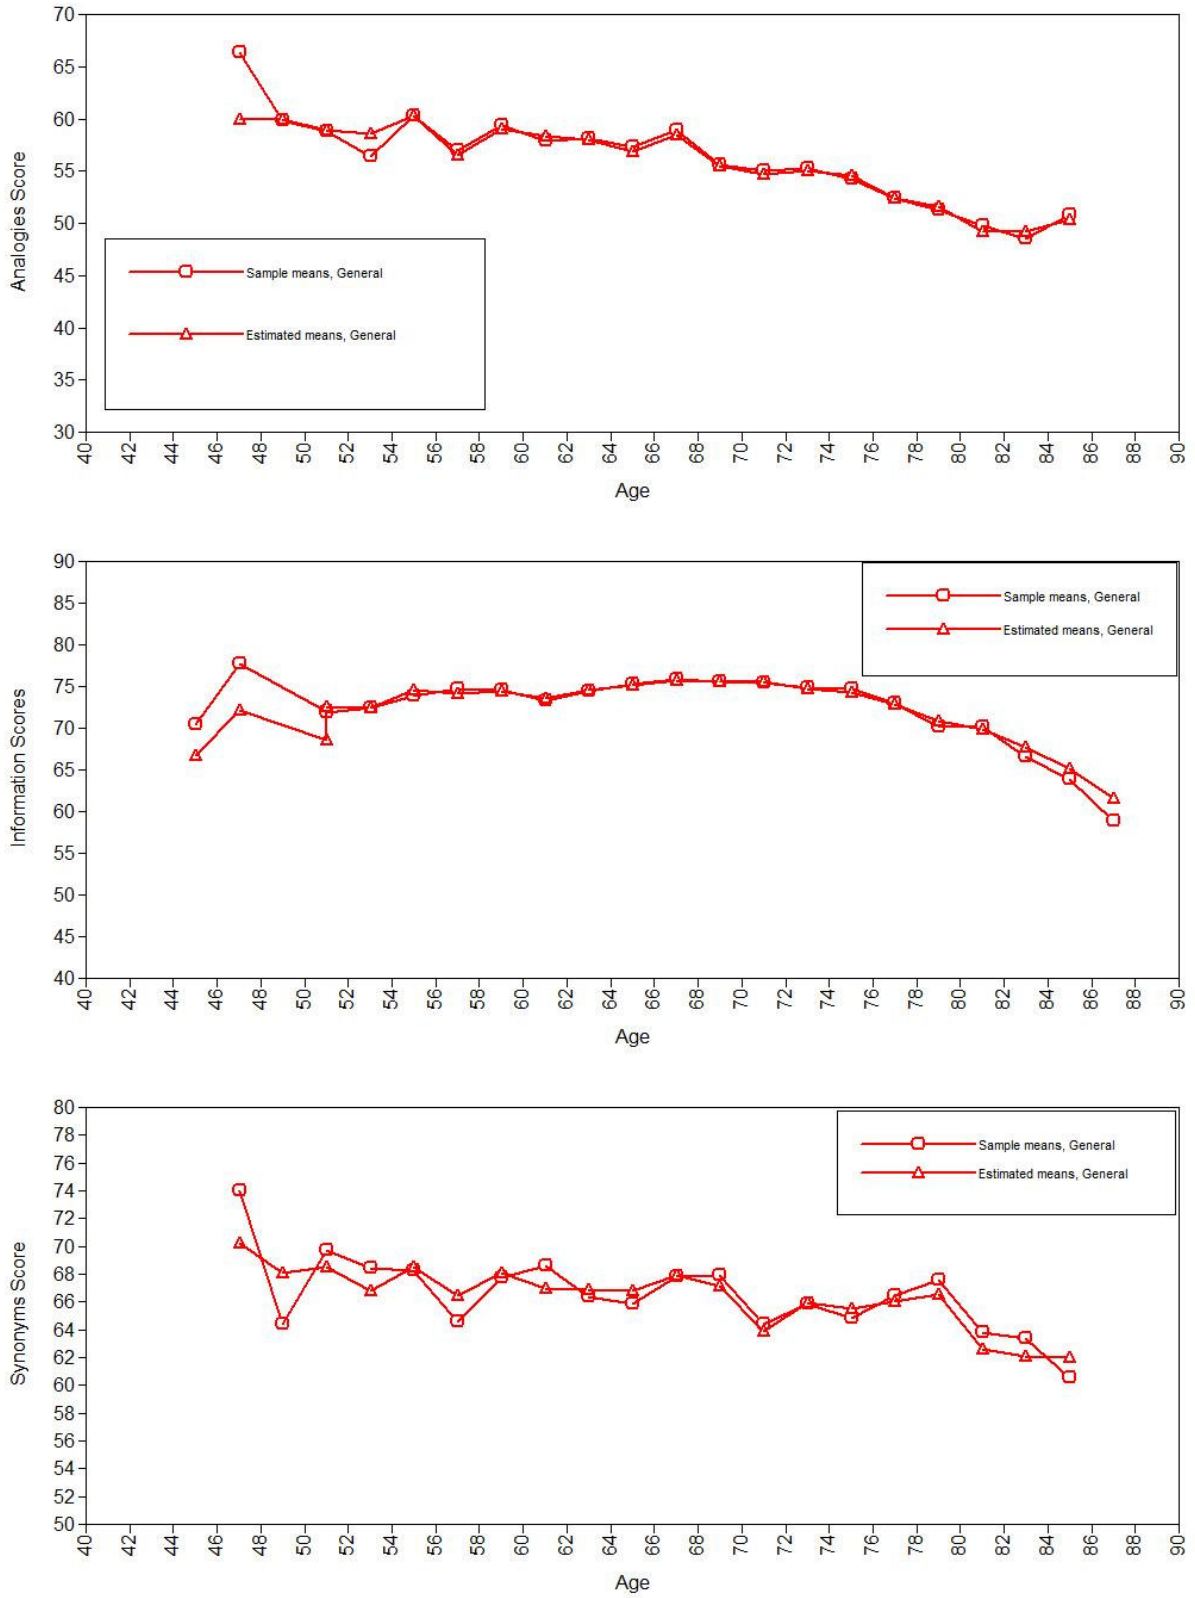 70
65
60
55
50
45
40
35
30
Analogies Score
Sample means, General
Estimated means, General
40 42 44 46 48 50 52 54 56 58 60 62 64 66 68 70 72 74 76 78 80 82 84 86 88 90
Age
90
85
80
75
70
65
60
55
50
45
40
Information Scores
Sample means, General
Estimated means, General
40 42 44 46 48 50 52 54 56 58 60 62 64 66 68 70 72 74 76 78 80 82 84 86 88 90
Age
80
78
76
74
72
70
68
66
64
62
60
58
56
54
52
50
Synonyms Score
Sample means, General
Estimated means, General
40 42 44 46 48 50 52 54 56 58 60 62 64 66 68 70 72 74 76 78 80 82 84 86 88 90
Age